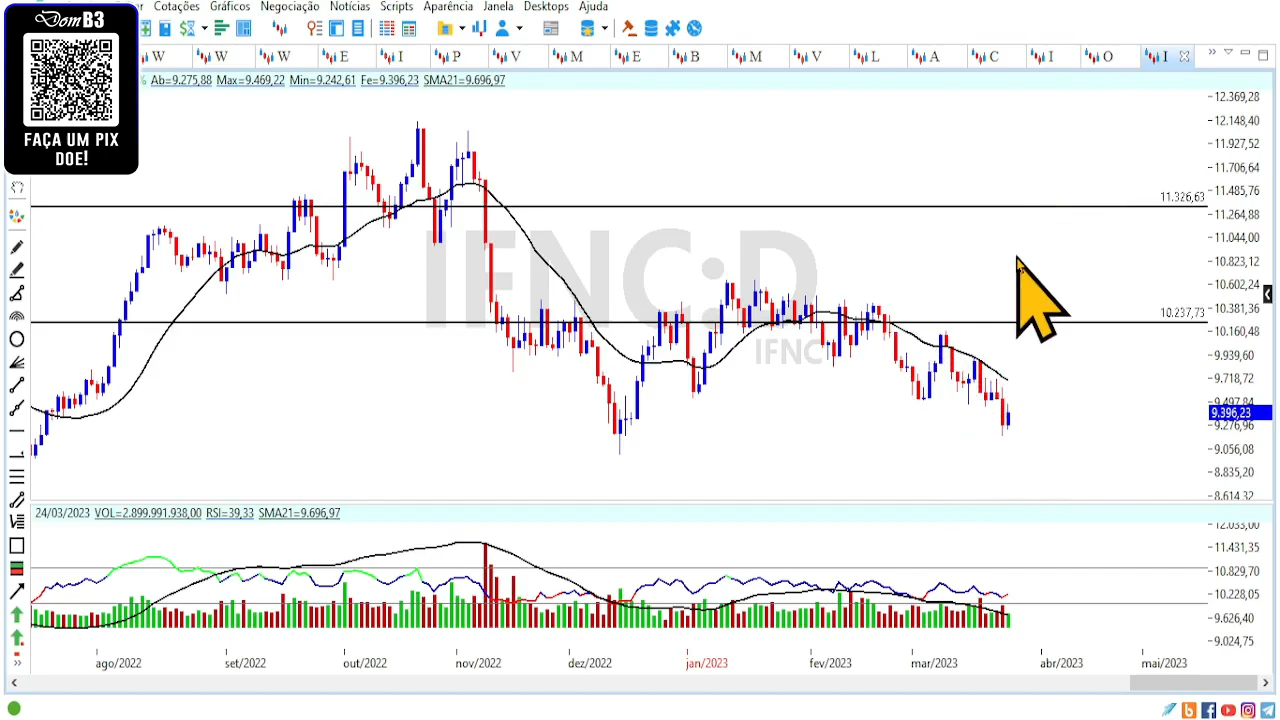 Cotações Gráficos Negociação Notícias Scripts Aparência Janela Desktops Ajuda
DomB3
FAÇA UM PIX
DOE!
W W W E I P V M E B M V L A C I O I
% Ab=9.275,88 Max=9.469,22 Min=9.242,61 Fe=9.396,23 SMA21=9.696,97
12.369,28
12.148,40
11.927,52
11.706,64
11.485,76
11.326,63
11.264,88
11.044,00
10.823,12
10.602,24
10.381,36
10.237,73
10.160,48
9.939,60
9.718,72
9.497,84
9.396,23
9.276,96
9.056,08
8.835,20
8.614,32
IFNC:D
IFNC
24/03/2023 VOL=2.899.991.938,00 RSI=39,33 SMA21=9.696,97
12.033,00
11.431,35
10.829,70
10.228,05
9.626,40
9.024,75
ago/2022 set/2022 out/2022 nov/2022 dez/2022 jan/2023 fev/2023 mar/2023 abr/2023 mai/2023